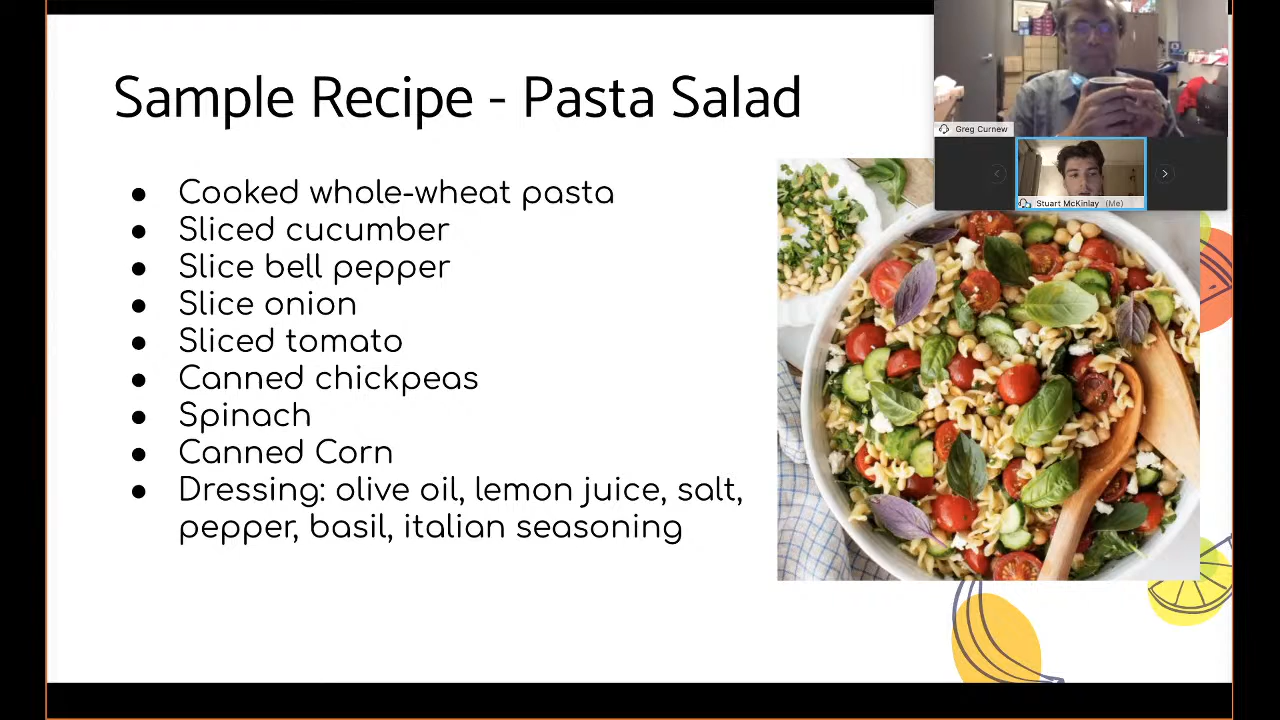 Sample Recipe - Pasta Salad
Greg Curnew
Stuart McKinlay (Me)
● Cooked whole-wheat pasta
● Sliced cucumber
● Slice bell pepper
● Slice onion
● Sliced tomato
● Canned chickpeas
● Spinach
● Canned Corn
● Dressing: olive oil, lemon juice, salt,
pepper, basil, italian seasoning